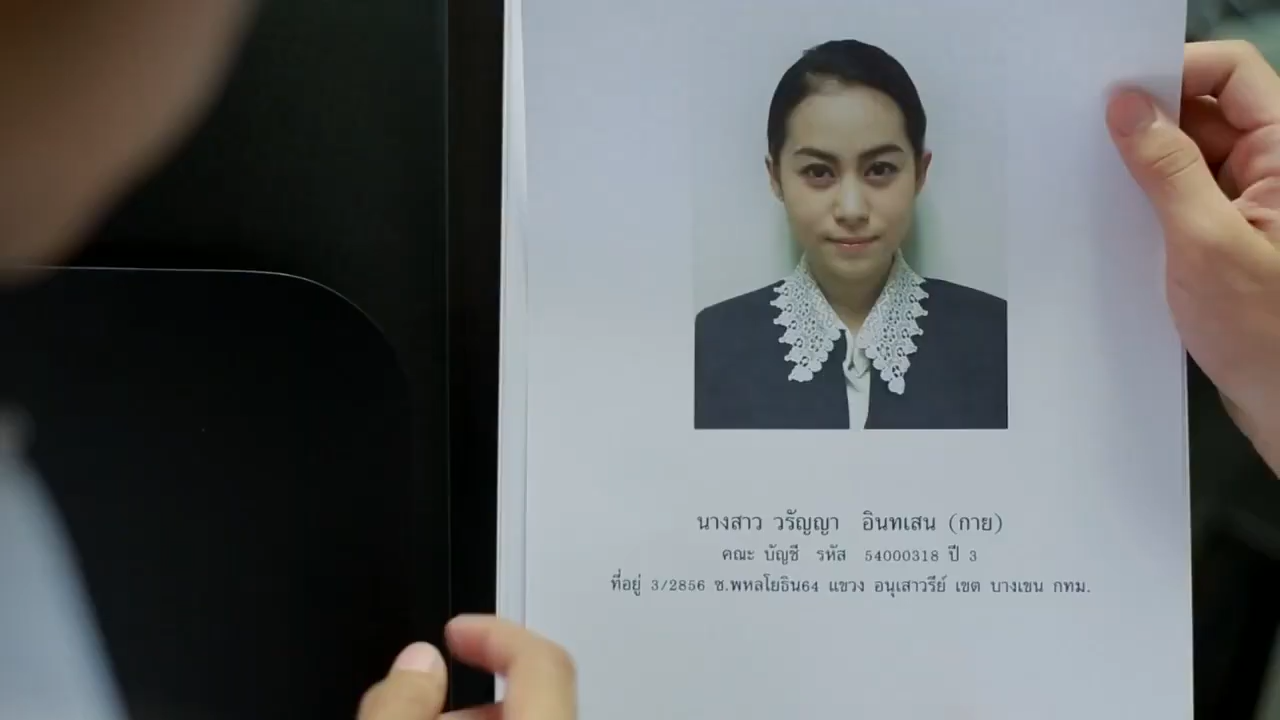 นางสาว วรัญญา อินทเสน (กาย)
คณะ บัญชี รหัส 54000318 ปี 3
ที่อยู่ 3/2856 ซ.พหลโยธิน64 แขวง อนุเสาวรีย์ เขต บางเขน กทม.